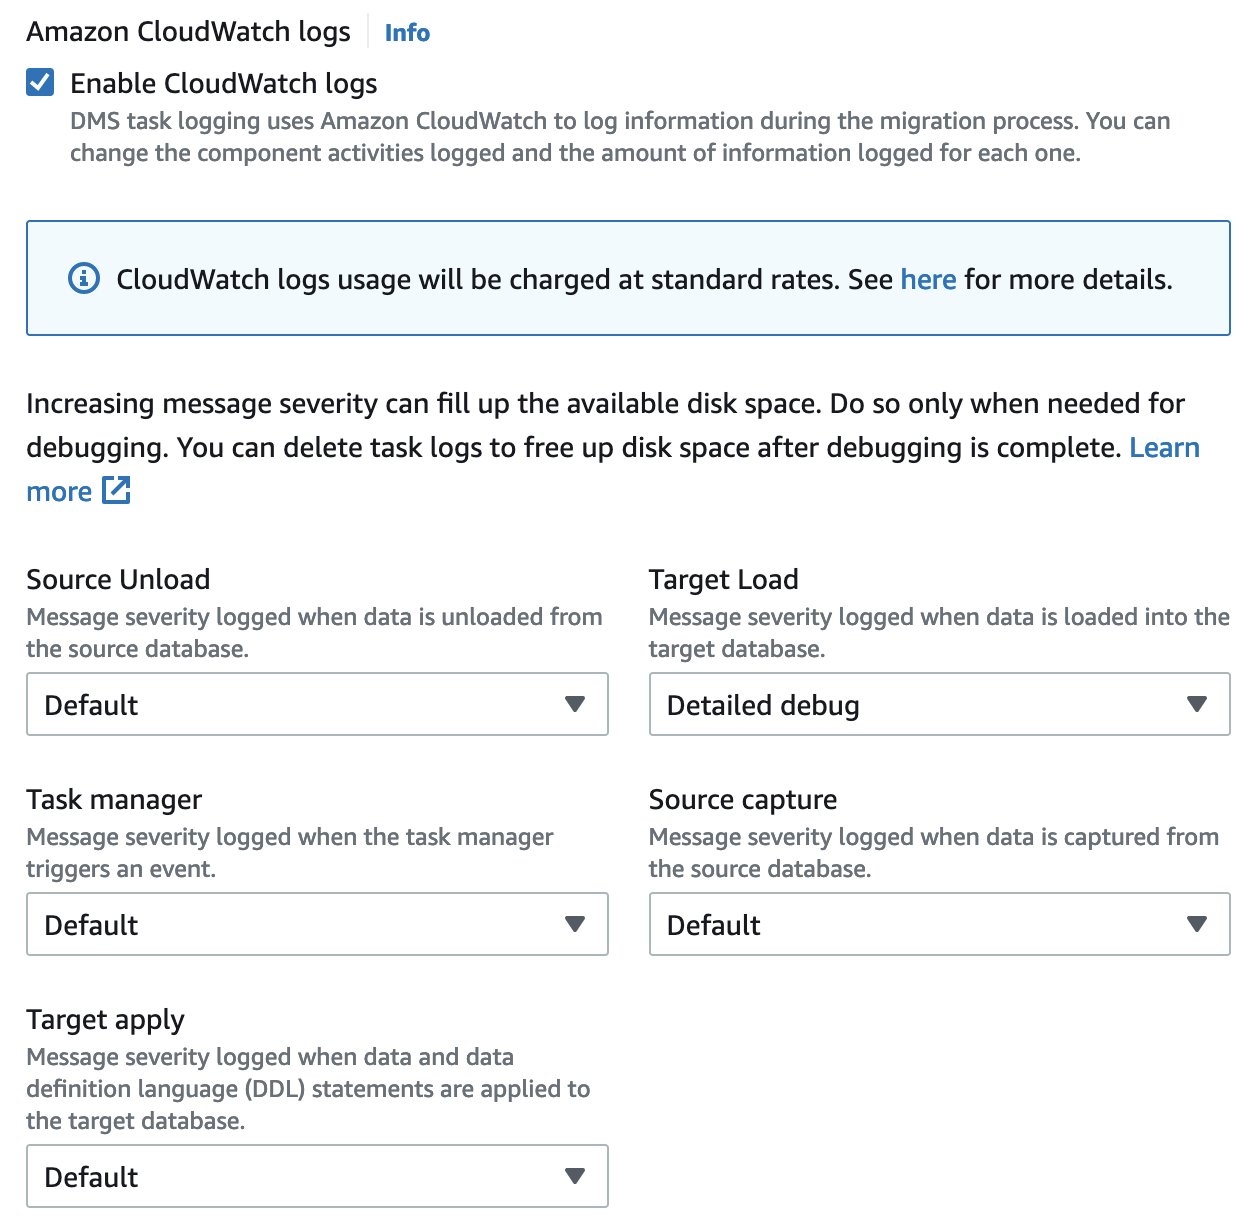 Amazon CloudWatch logs Info
Enable CloudWatch logs
DMS task logging uses Amazon CloudWatch to log information during the migration process. You can
change the component activities logged and the amount of information logged for each one.
CloudWatch logs usage will be charged at standard rates. See here for more details.
Increasing message severity can fill up the available disk space. Do so only when needed for
debugging. You can delete task logs to free up disk space after debugging is complete. Learn
more
Source Unload
Message severity logged when data is unloaded from
the source database.
Default
Target Load
Message severity logged when data is loaded into the
target database.
Detailed debug
Task manager
Message severity logged when the task manager
triggers an event.
Default
Source capture
Message severity logged when data is captured from
the source database.
Default
Target apply
Message severity logged when data and data
definition language (DDL) statements are applied to
the target database.
Default